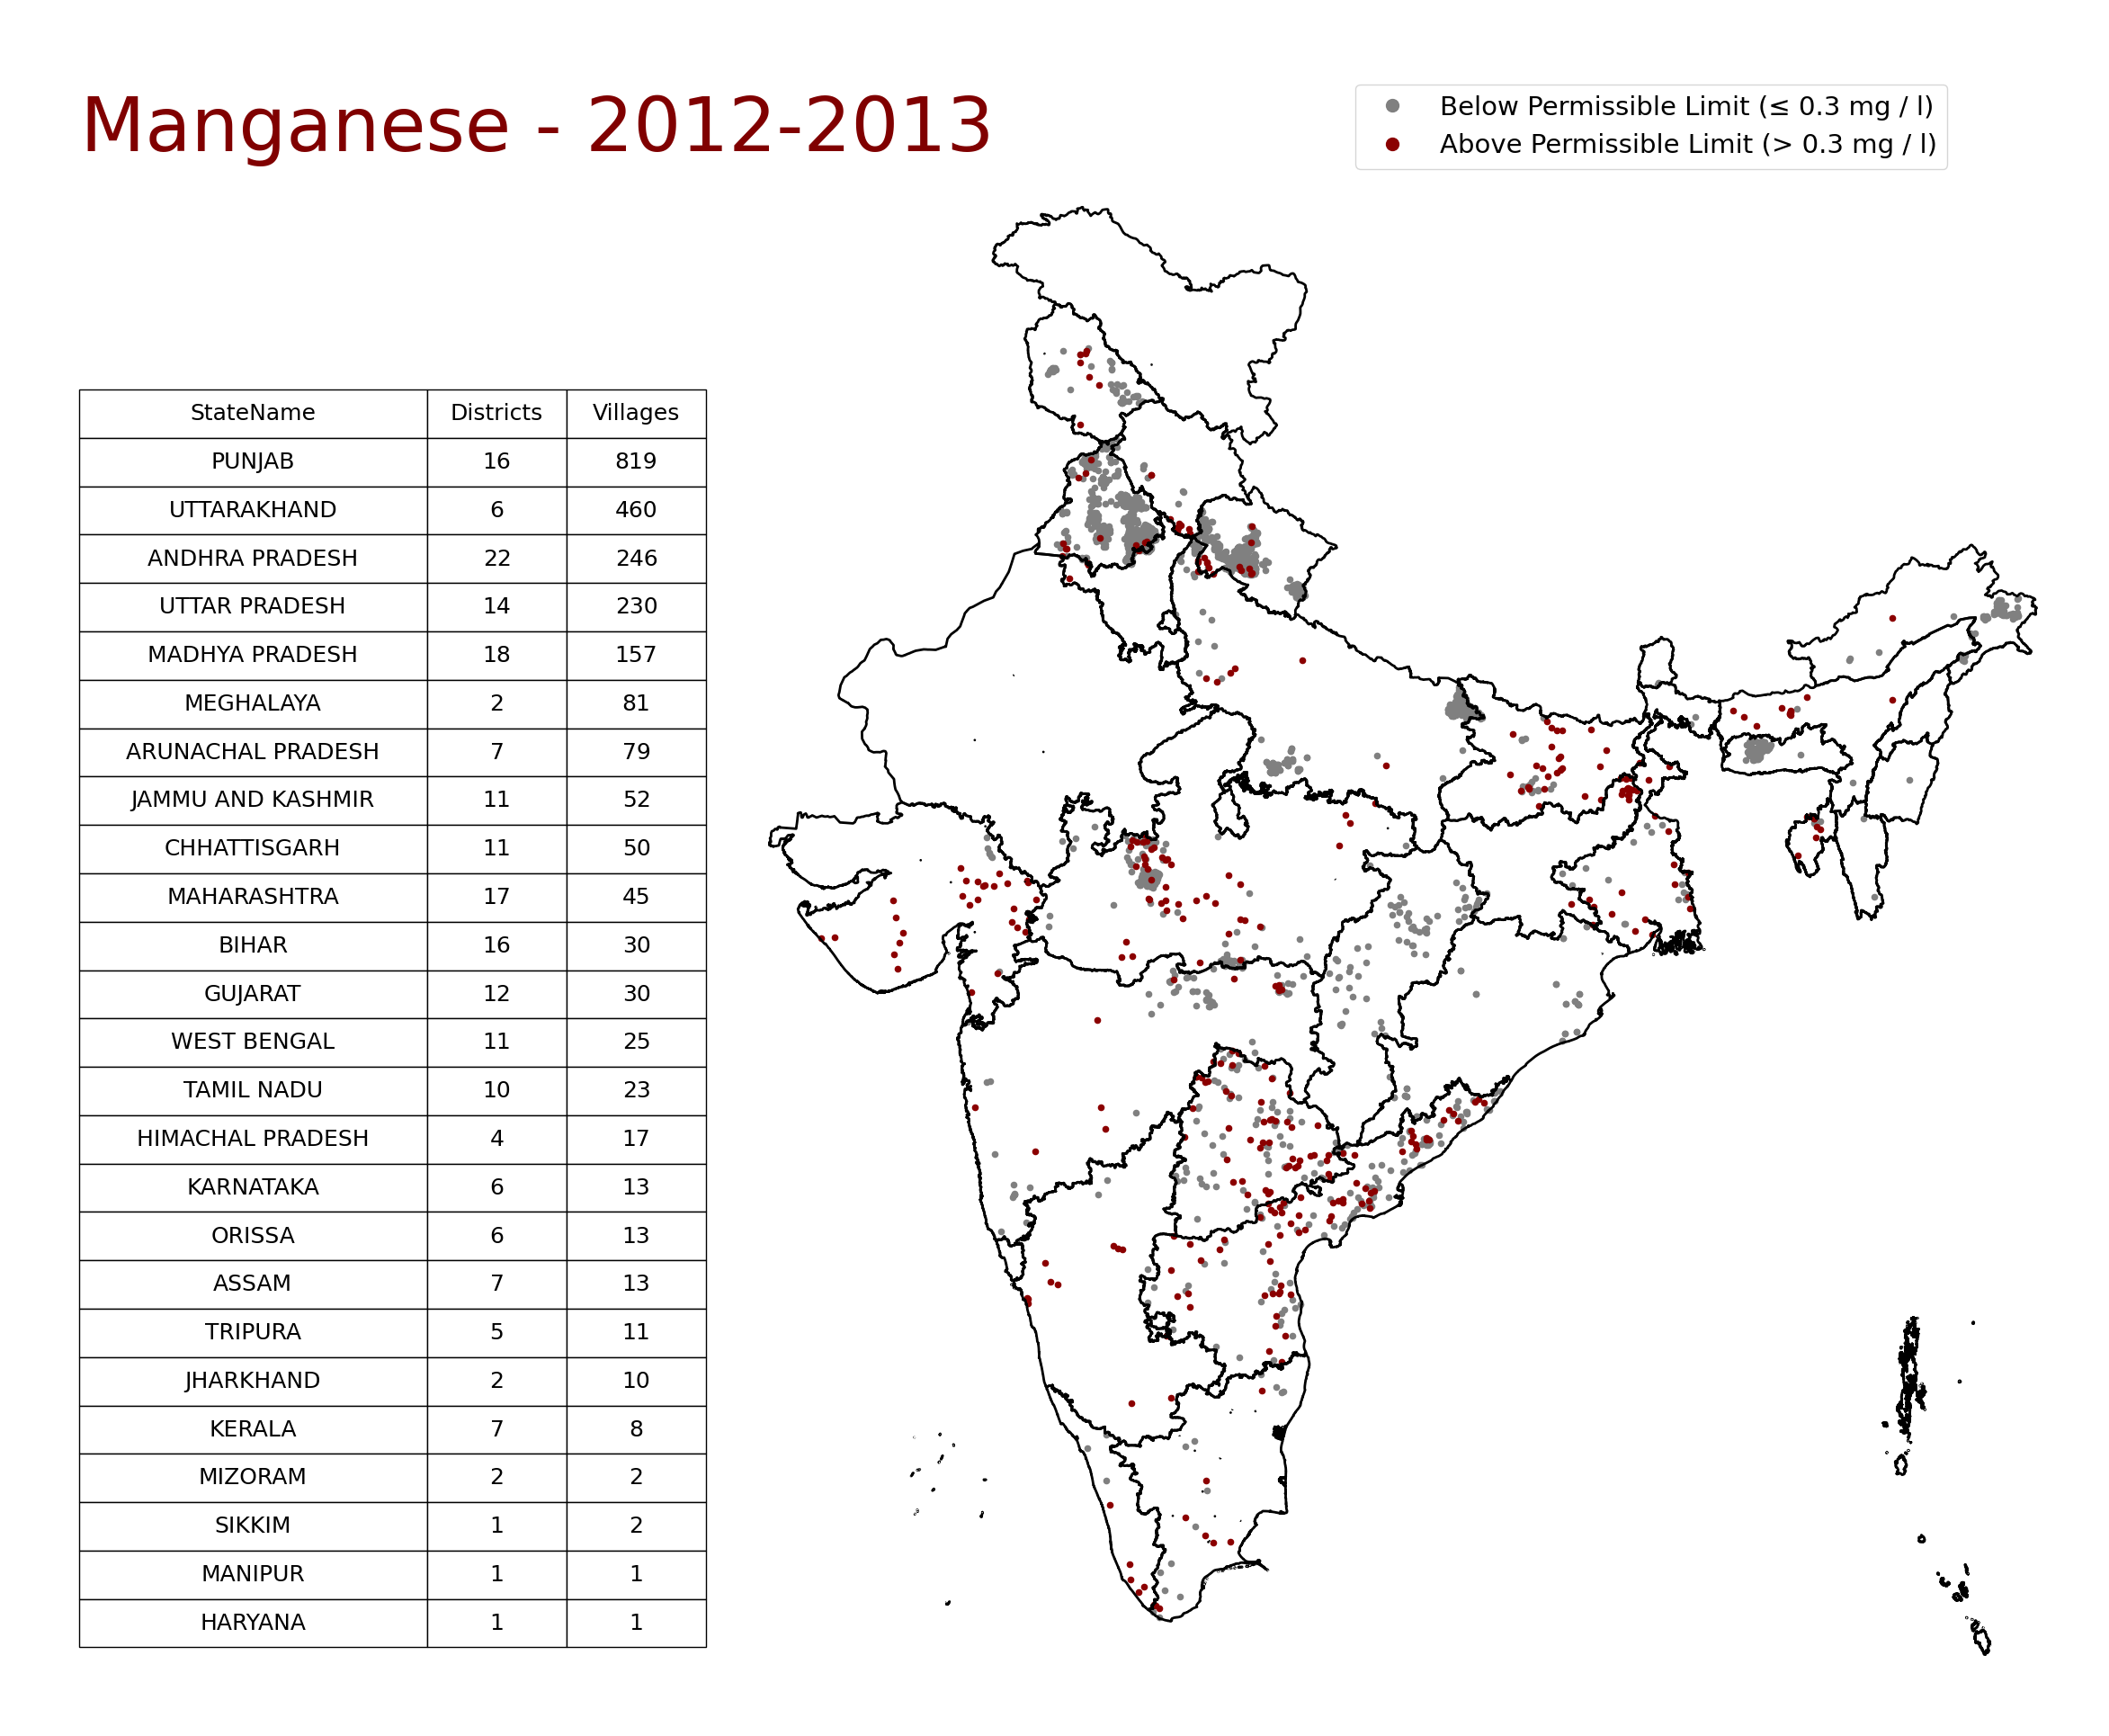 Manganese - 2012-2013
Below Permissible Limit (≤ 0.3 mg / l)
Above Permissible Limit (> 0.3 mg / l)
StateName Districts Villages
PUNJAB 16 819
UTTARAKHAND 6 460
ANDHRA PRADESH 22 246
UTTAR PRADESH 14 230
MADHYA PRADESH 18 157
MEGHALAYA 2 81
ARUNACHAL PRADESH 7 79
JAMMU AND KASHMIR 11 52
CHHATTISGARH 11 50
MAHARASHTRA 17 45
BIHAR 16 30
GUJARAT 12 30
WEST BENGAL 11 25
TAMIL NADU 10 23
HIMACHAL PRADESH 4 17
KARNATAKA 6 13
ORISSA 6 13
ASSAM 7 13
TRIPURA 5 11
JHARKHAND 2 10
KERALA 7 8
MIZORAM 2 2
SIKKIM 1 2
MANIPUR 1 1
HARYANA 1 1